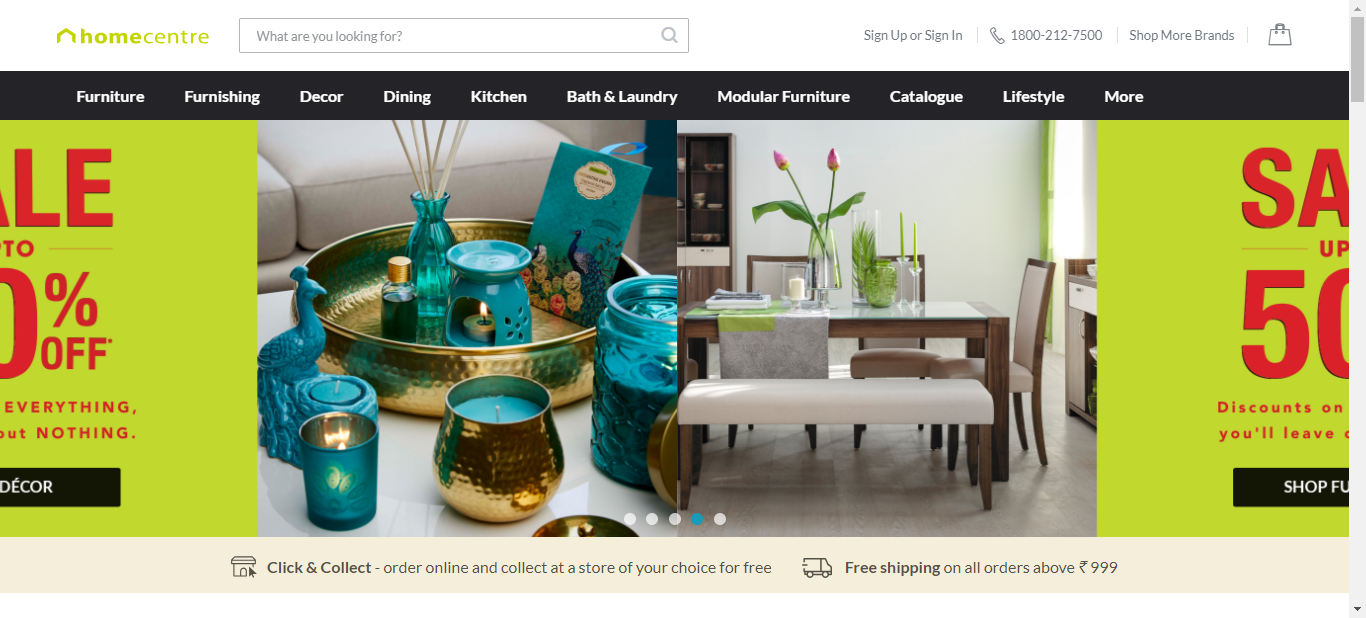 homecentre
What are you looking for?
Sign Up or Sign In
1800-212-7500
Shop More Brands
Furniture
Furnishing
Decor
Dining
Kitchen
Bath & Laundry
Modular Furniture
Catalogue
Lifestyle
More
ALE
PTO
0%
OFF*
EVERYTHING,
out NOTHING.
DÉCOR
SA
UP
50
Discounts on
you'll leave
SHOP FU
Click & Collect - order online and collect at a store of your choice for free
Free shipping on all orders above ₹ 999